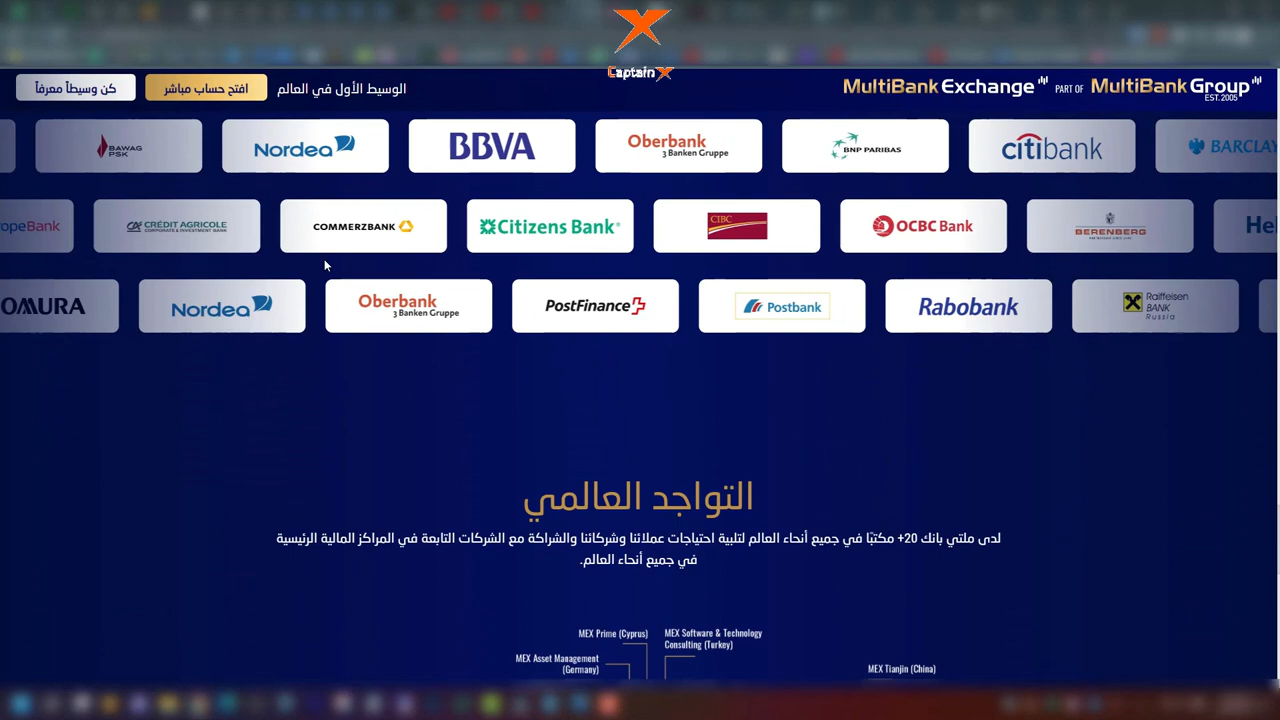 Captain X
كن وسيطاً معرفاً
افتح حساب مباشر
الوسيط الأول في العالم
MultiBank Exchange PART OF MultiBank Group
EST. 2005
BAWAG PSK
Nordea
BBVA
Oberbank
3 Banken Gruppe
BNP PARIBAS
citibank
BARCLAY
opeBank
CRÉDIT AGRICOLE
CORPORATE & INVESTMENT BANK
COMMERZBANK
Citizens Bank®
CIBC
OCBC Bank
BERENBERG
Hel
OMURA
Nordea
Oberbank
3 Banken Gruppe
PostFinance
Postbank
Rabobank
Raiffeisen
BANK
Russia
التواجد العالمي
لدى ملتي بانك 20+ مكتبًا في جميع أنحاء العالم لتلبية احتياجات عملائنا وشركائنا والشراكة مع الشركات التابعة في المراكز المالية الرئيسية
في جميع أنحاء العالم.
MEX Prime (Cyprus)
MEX Software & Technology
Consulting (Turkey)
MEX Asset Management
(Germany)
MEX Tianjin (China)